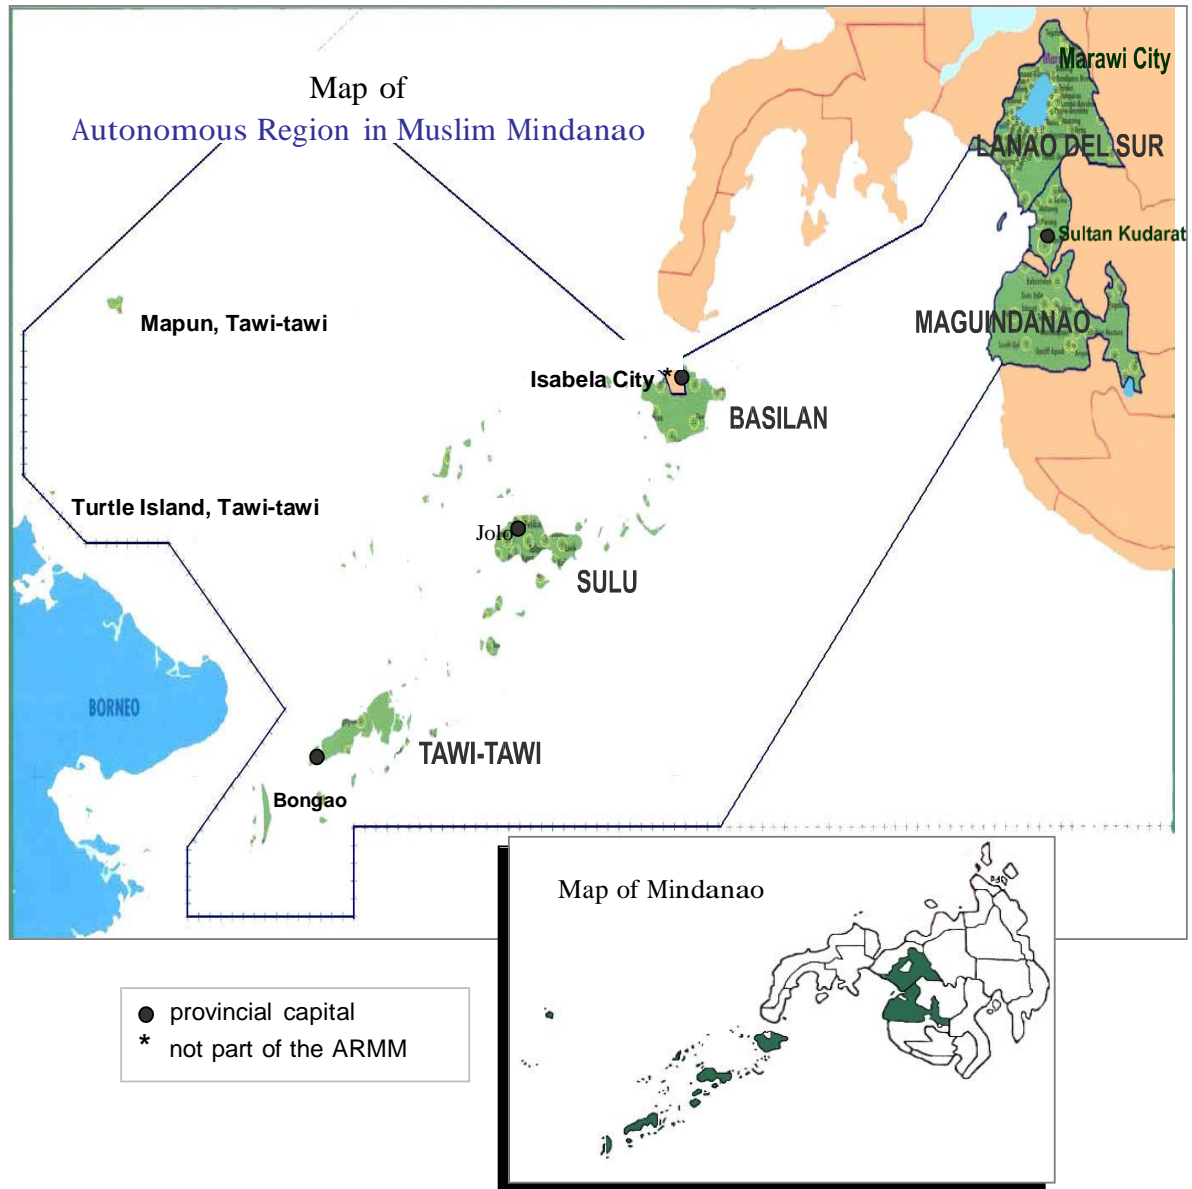 Map of
Autonomous Region in Muslim Mindanao
Marawi City
LANAO DEL SUR
Sultan Kudarat
MAGUINDANAO
Mapun, Tawi-tawi
Isabela City *
BASILAN
Turtle Island, Tawi-tawi
Jolo
SULU
BORNEO
TAWI-TAWI
Bongao
Map of Mindanao
provincial capital
* not part of the ARMM